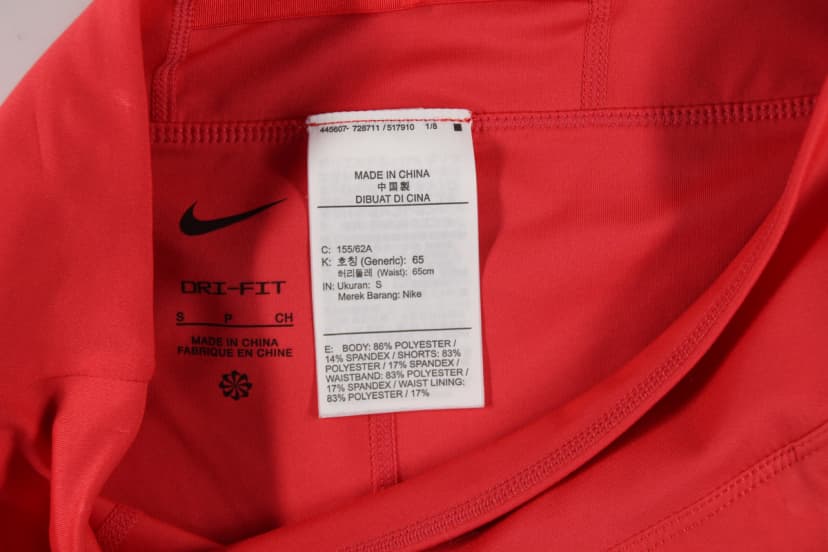 445607- 728711 / 517910 1/8
MADE IN CHINA
中国製
DIBUAT DI CINA
C: 155/62A
K: 호칭 (Generic): 65
허리둘레 (Waist): 65cm
IN: Ukuran: S
Merek Barang: Nike
E: BODY: 86% POLYESTER /
14% SPANDEX / SHORTS: 83%
POLYESTER / 17% SPANDEX /
WAISTBAND: 83% POLYESTER /
17% SPANDEX / WAIST LINING:
83% POLYESTER / 17%
DRI-FIT
S P CH
MADE IN CHINA
FABRIQUE EN CHINE